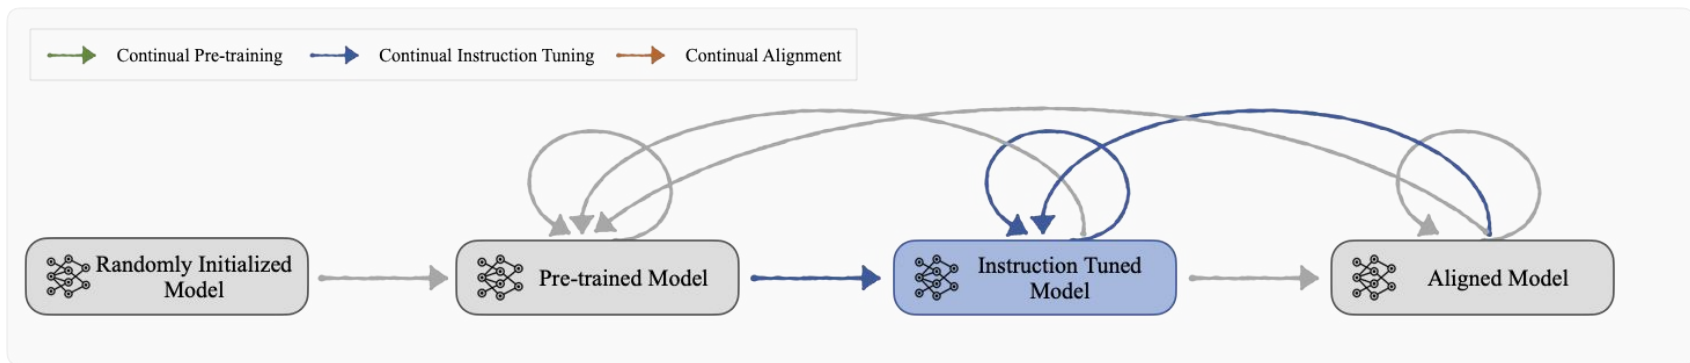 Continual Pre-training
Continual Instruction Tuning
Continual Alignment
Randomly Initialized
Model
Pre-trained Model
Instruction Tuned
Model
Aligned Model